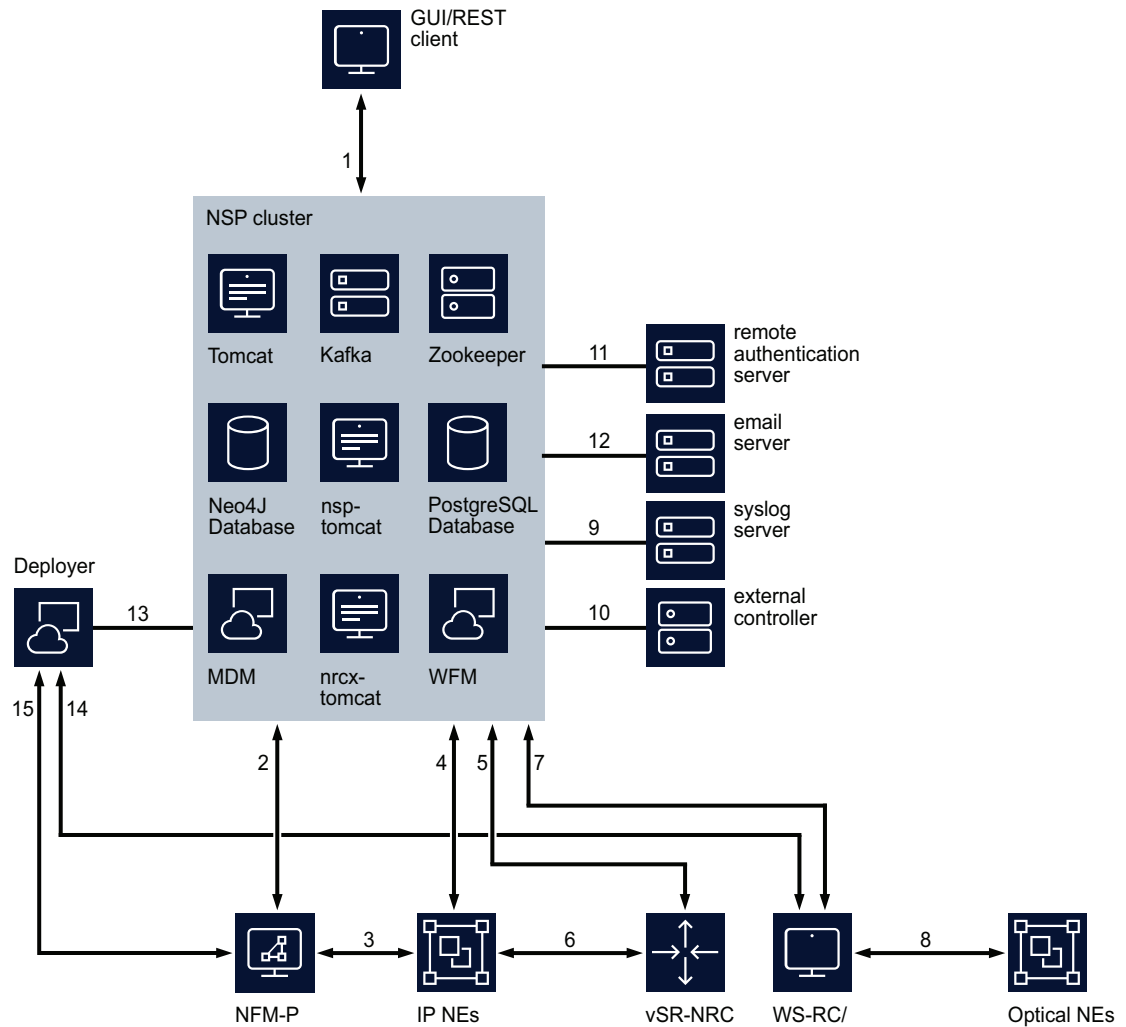 GUI/REST
client
1
NSP cluster
Tomcat
Kafka
Zookeeper
11
remote
authentication
server
12
email
server
Neo4J
Database
nsp-
tomcat
PostgreSQL
Database
9
syslog
server
Deployer
13
10
external
controller
MDM
nrcx-
tomcat
WFM
15
14
2
4
5
7
3
6
8
NFM-P
IP NEs
vSR-NRC
WS-RC/
Optical NEs